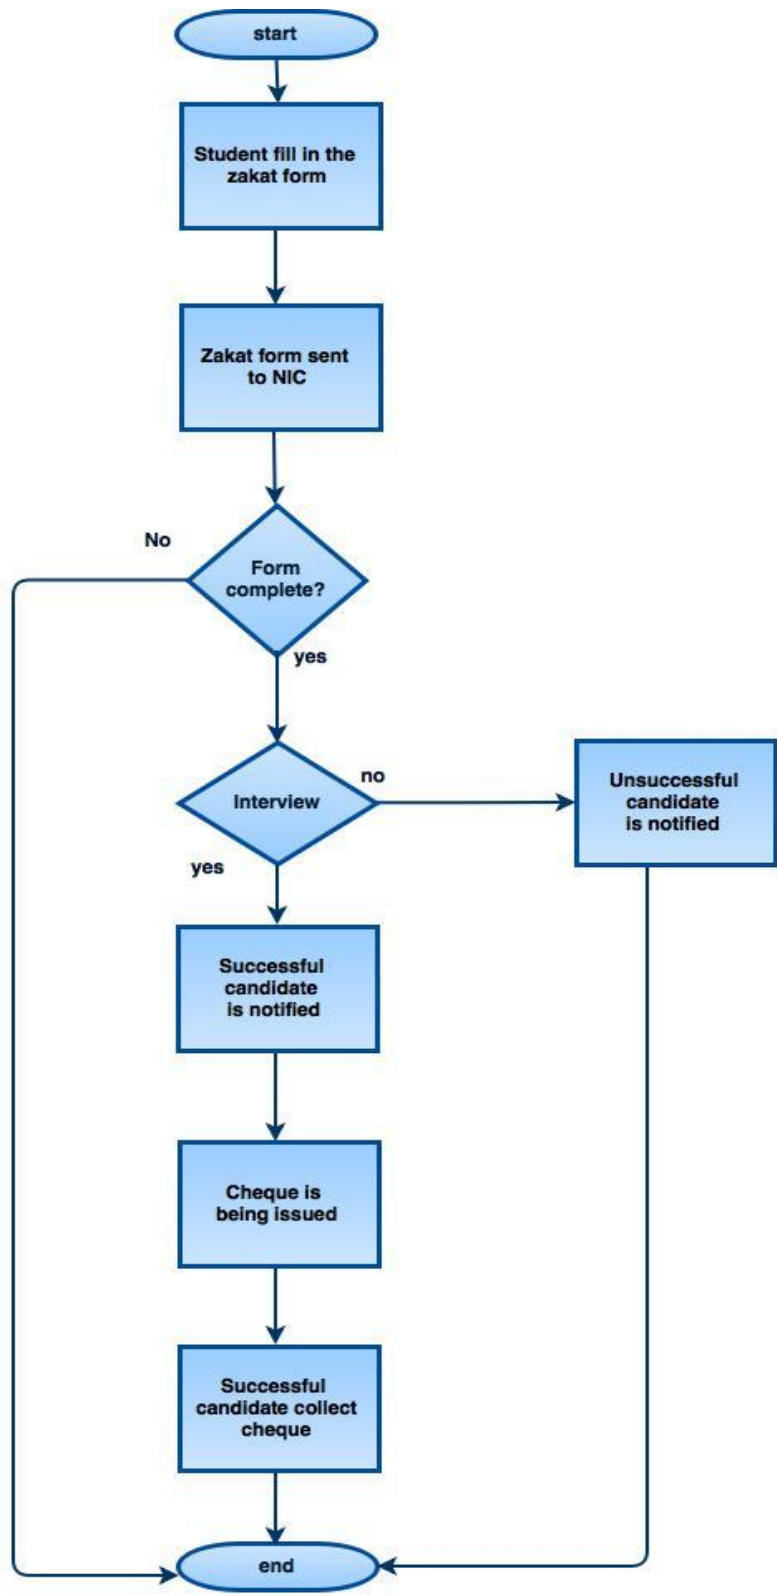 start
Student fill in the
zakat form
Zakat form sent
to NIC
No
Form
complete?
yes
Interview
no
Unsuccessful
candidate
is notified
yes
Successful
candidate
is notified
Cheque is
being issued
Successful
candidate collect
cheque
end